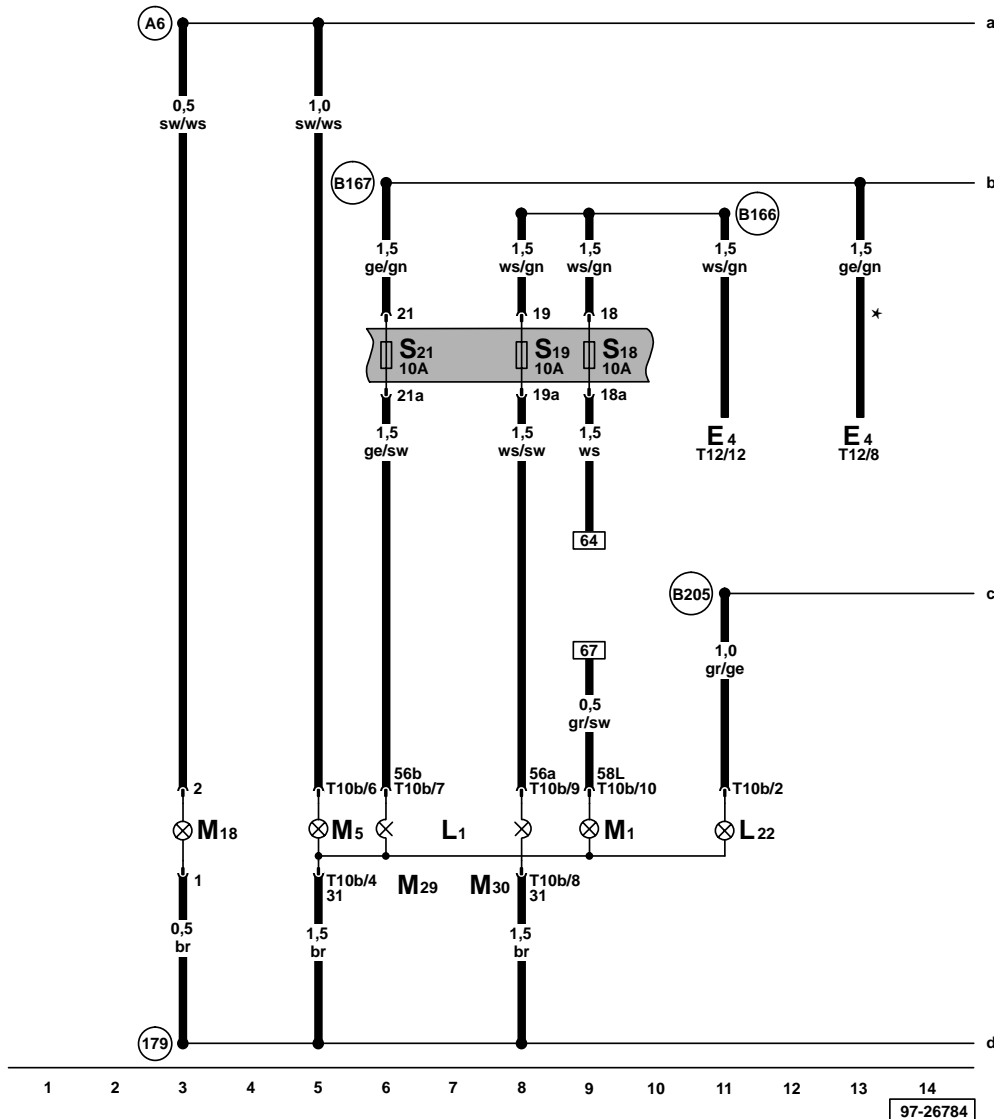 A6 a
0,5 1,0
sw/ws sw/ws
B167 b
B166
1,5 1,5 1,5 1,5 1,5
ge/gn ws/gn ws/gn ws/gn ge/gn
21 19 18 *
S21 S19 S18
10A 10A 10A
21a 19a 18a
1,5 1,5 1,5
ge/sw ws/sw ws
E4 E4
T12/12 T12/8
64
B205 c
67
1,0
gr/ge
0,5
gr/sw
56b 56a 58L
2 T10b/6 T10b/7 T10b/9 T10b/10 T10b/2
M18 M5 L1 M1 L22
1 T10b/4 M29 M30 T10b/8
31 31
0,5 1,5 1,5
br br br
179 d
1 2 3 4 5 6 7 8 9 10 11 12 13 14
97-26784